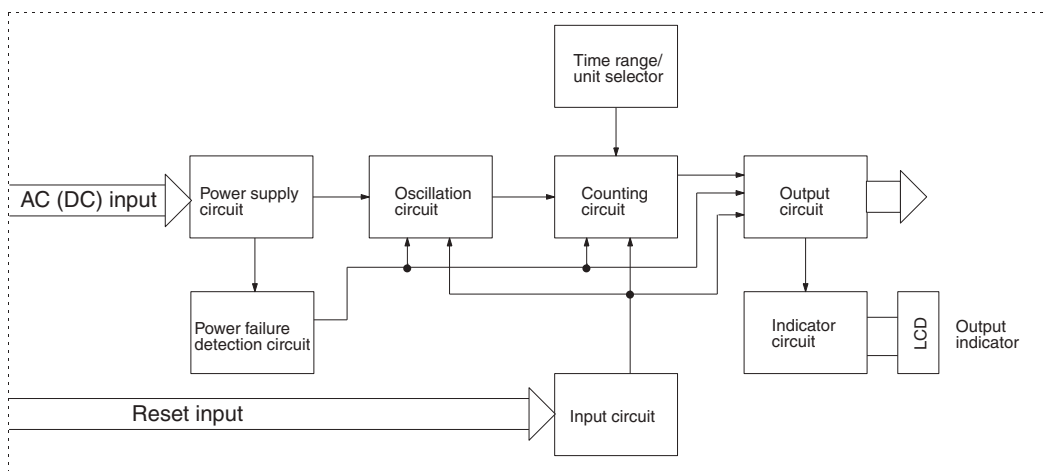 Time range/
unit selector
AC (DC) input
Power supply
circuit
Oscillation
circuit
Counting
circuit
Output
circuit
Power failure
detection circuit
Indicator
circuit
LCD
Output
indicator
Reset input
Input circuit